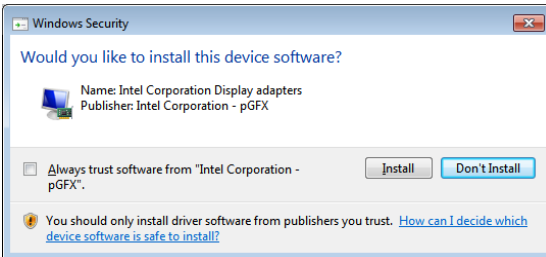 Windows Security
Would you like to install this device software?
Name: Intel Corporation Display adapters
Publisher: Intel Corporation - pGFX
Always trust software from "Intel Corporation -
pGFX".
Install
Don't Install
You should only install driver software from publishers you trust. How can I decide which
device software is safe to install?